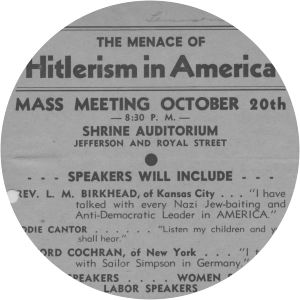 THE MENACE OF
Hitlerism in America
MASS MEETING OCTOBER 20th
— 8:30 P. M. —
SHRINE AUDITORIUM
JEFFERSON AND ROYAL STREET
- - - SPEAKERS WILL INCLUDE - - -
REV. L. M. BIRKHEAD, of Kansas City . . . "I have
talked with every Nazi Jew-baiting and
Anti-Democratic Leader in AMERICA."
DDIE CANTOR . . . . . . "Listen my children and y
shall hear."
ORD COCHRAN, of New York . . . "I
with Sailor Simpson in Germany."
SPEAKERS . . . . WOMEN S
LABOR SPEAKERS